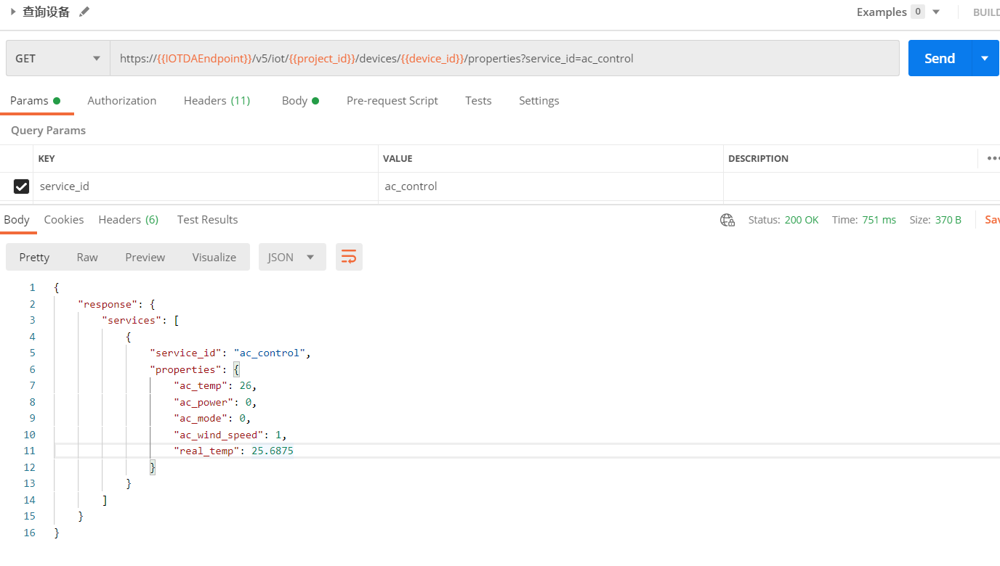 查询设备
Examples 0 BUILD
GET https://{{IOTDAEndpoint}}/v5/iot/{{project_id}}/devices/{{device_id}}/properties?service_id=ac_control Send
Params Authorization Headers (11) Body Pre-request Script Tests Settings
Query Params
KEY VALUE DESCRIPTION
service_id ac_control
Body Cookies Headers (6) Test Results Status: 200 OK Time: 751 ms Size: 370 B Sav
Pretty Raw Preview Visualize JSON
1 {
2 "response": {
3 "services": [
4 {
5 "service_id": "ac_control",
6 "properties": {
7 "ac_temp": 26,
8 "ac_power": 0,
9 "ac_mode": 0,
10 "ac_wind_speed": 1,
11 "real_temp": 25.6875
12 }
13 }
14 ]
15 }
16 }